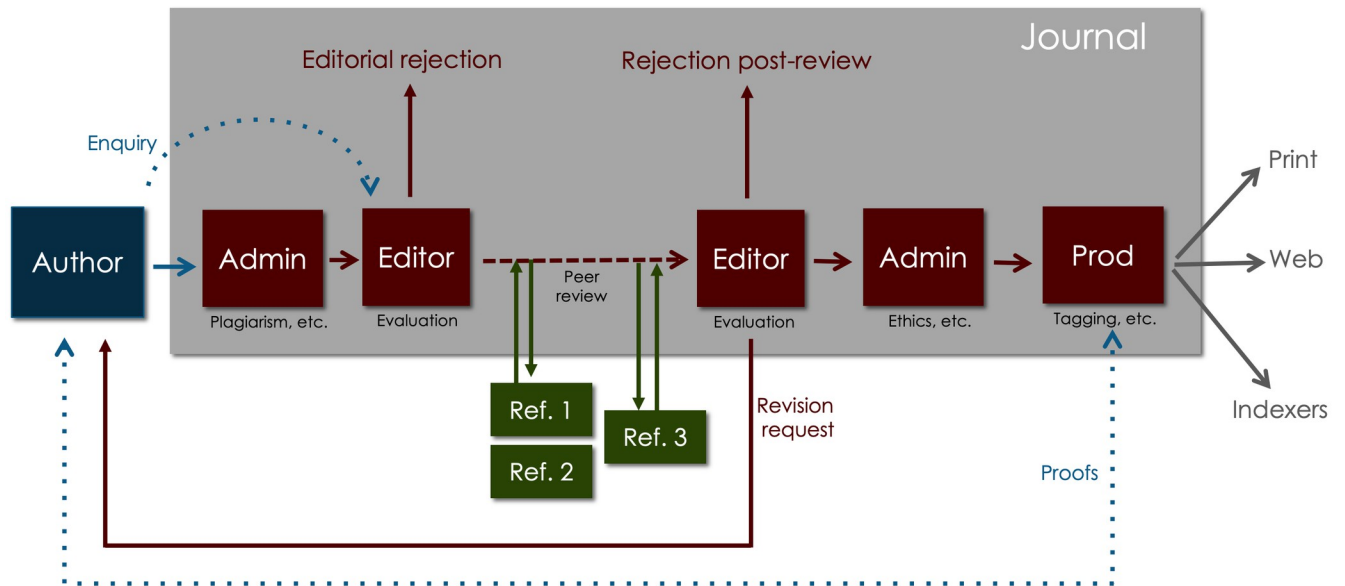 Journal
Editorial rejection
Rejection post-review
Enquiry
Print
Author
Admin
Editor
Peer
review
Editor
Admin
Prod
Web
Plagiarism, etc.
Evaluation
Evaluation
Ethics, etc.
Tagging, etc.
Ref. 1
Ref. 2
Ref. 3
Revision
request
Indexers
Proofs